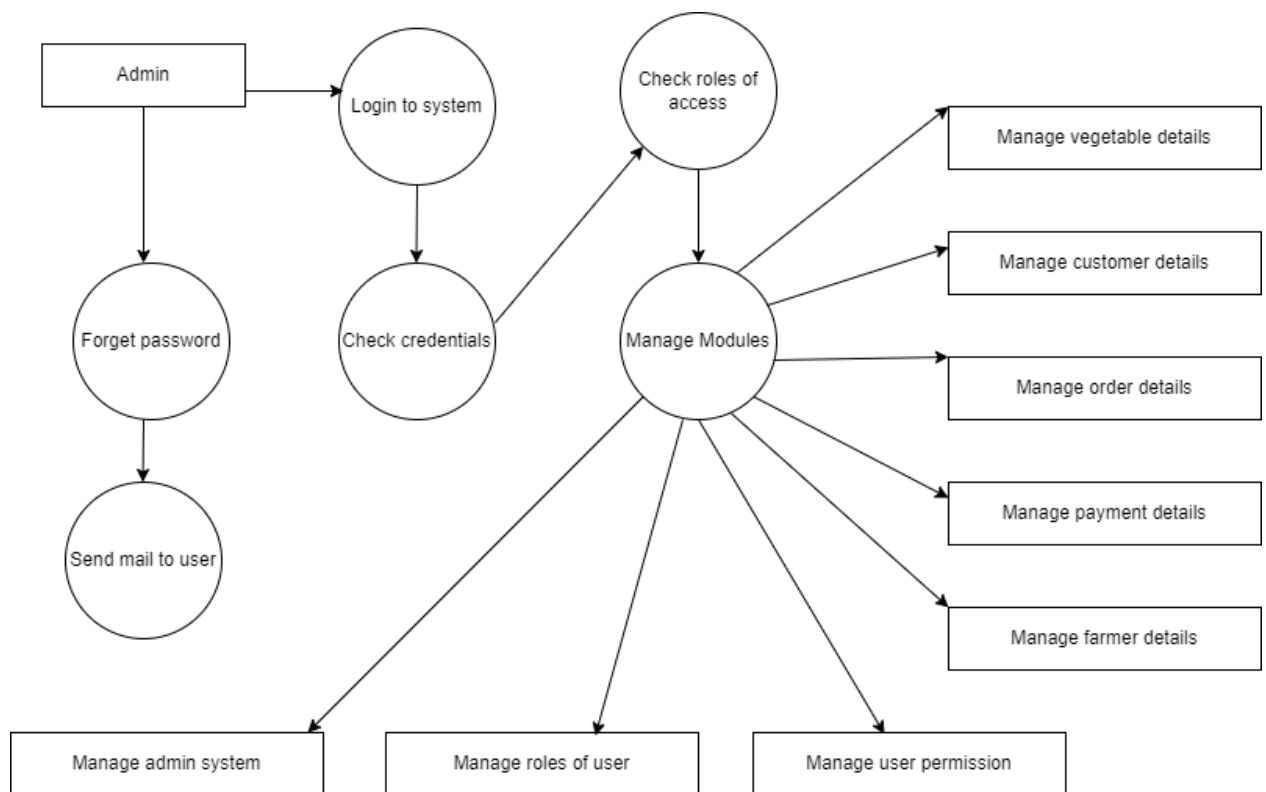 Admin
Login to system
Check roles of
access
Manage vegetable details
Manage customer details
Forget password
Check credentials
Manage Modules
Manage order details
Manage payment details
Send mail to user
Manage farmer details
Manage admin system
Manage roles of user
Manage user permission